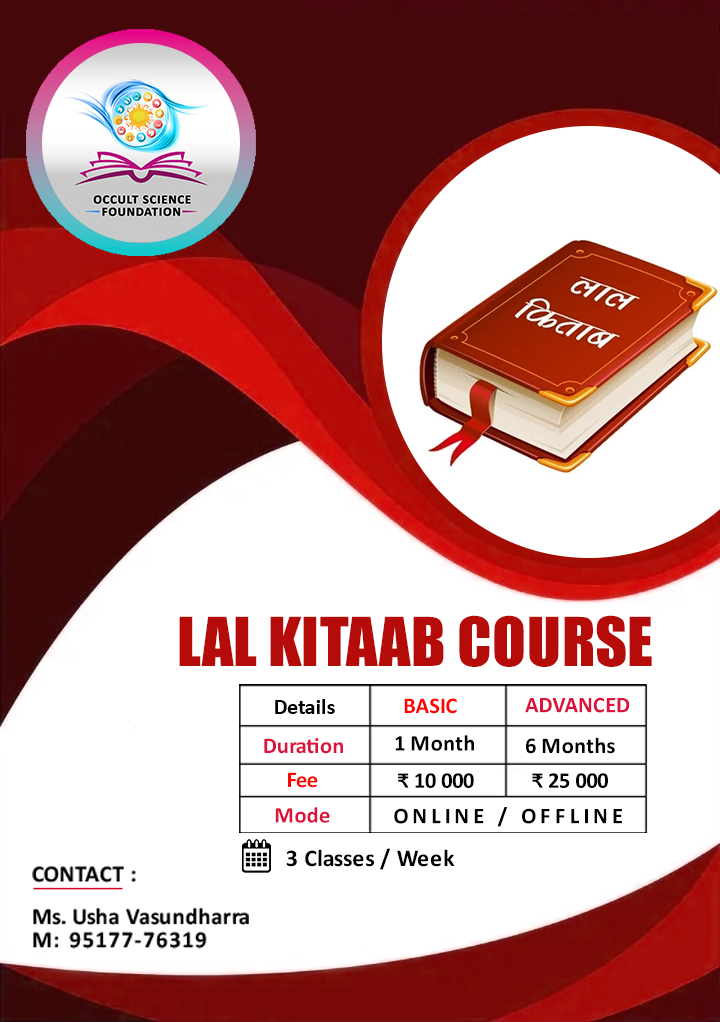 OCCULT SCIENCE
FOUNDATION
लाल
किताब
LAL KITAAB COURSE
Details BASIC ADVANCED
Duration 1 Month 6 Months
Fee ₹ 10 000 ₹ 25 000
Mode ONLINE / OFFLINE
3 Classes / Week
CONTACT :
Ms. Usha Vasundharra
M: 95177-76319